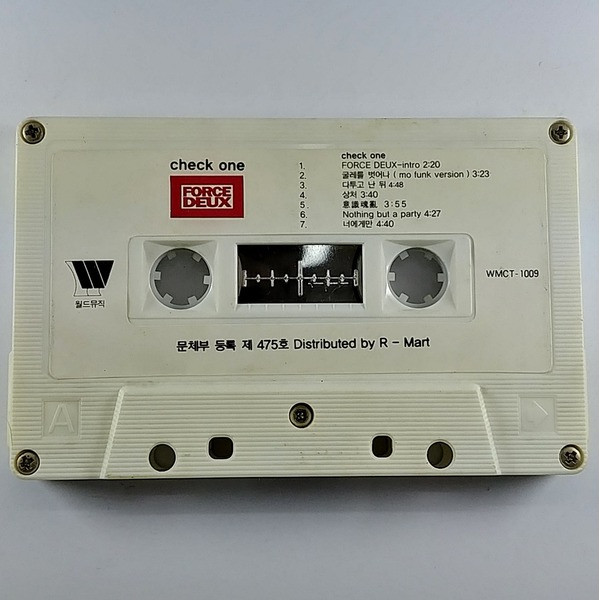 check one
FORCE DEUX
check one
1. FORCE DEUX-intro 2:20
2. 굴레를 벗어나 ( mo funk version ) 3:23
3. 다투고 난 뒤 4:48
4. 상처 3:40
5. 意識魂亂 3:55
6. Nothing but a party 4:27
7. 너에게만 4:40
W
월드뮤직
WMCT-1009
문체부 등록 제 475호 Distributed by R - Mart
A